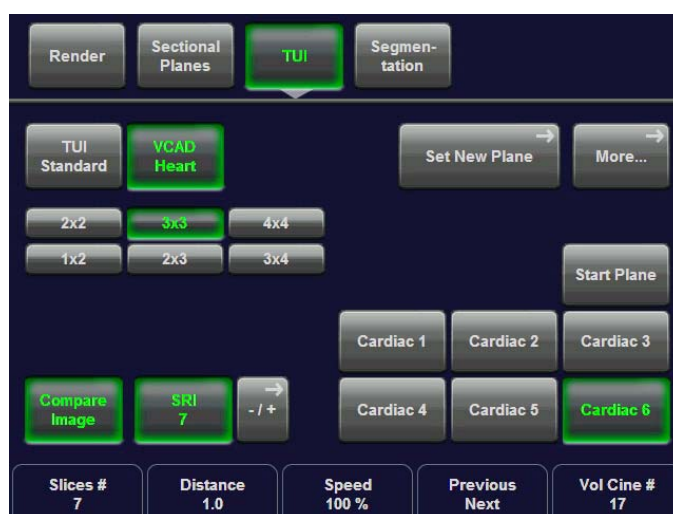 Render
Sectional
Planes
TUI
Segmen-
tation
TUI
Standard
VCAD
Heart
Set New Plane
More...
2x2
3x3
4x4
1x2
2x3
3x4
Start Plane
Cardiac 1
Cardiac 2
Cardiac 3
Compare
Image
SRI
7
- / +
Cardiac 4
Cardiac 5
Cardiac 6
Slices #
7
Distance
1.0
Speed
100 %
Previous
Next
Vol Cine #
17